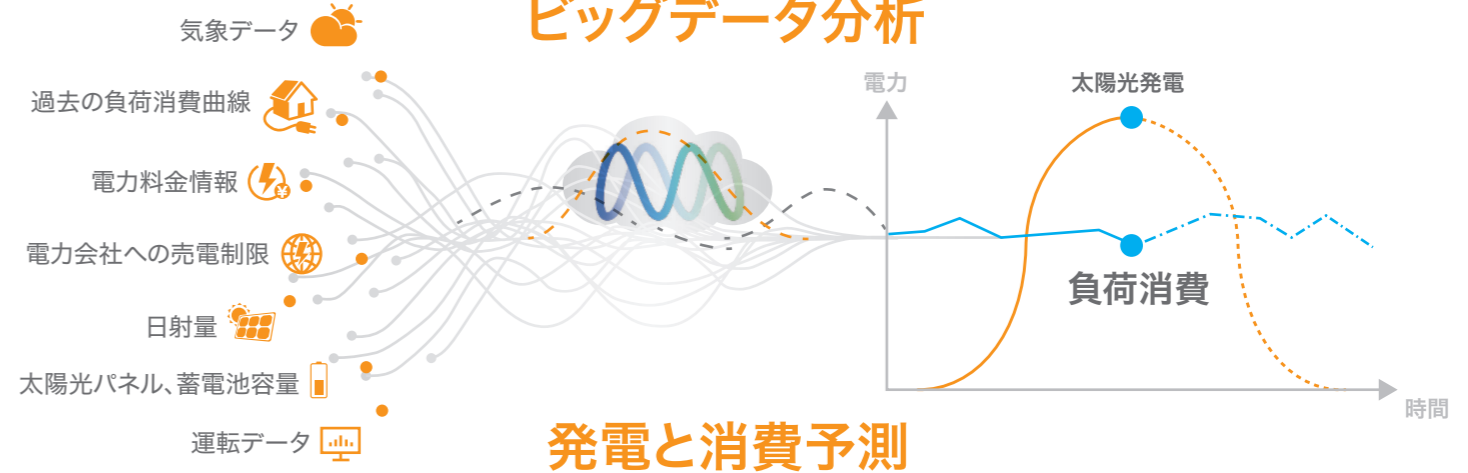 ビッグデータ分析
気象データ
過去の負荷消費曲線
電力料金情報
電力会社への売電制限
日射量
太陽光パネル、蓄電池容量
運転データ
電力
太陽光発電
負荷消費
時間
発電と消費予測